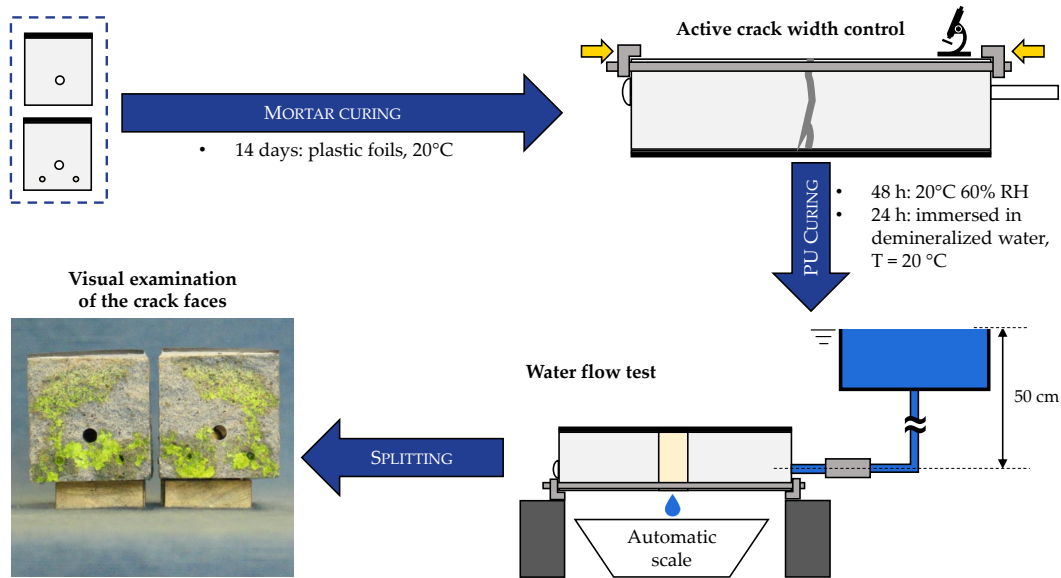 Active crack width control
MORTAR CURING
• 14 days: plastic foils, 20°C
PU CURING
• 48 h: 20°C 60% RH
• 24 h: immersed in
demineralized water,
T = 20 °C
Visual examination
of the crack faces
Water flow test
50 cm
SPLITTING
Automatic
scale